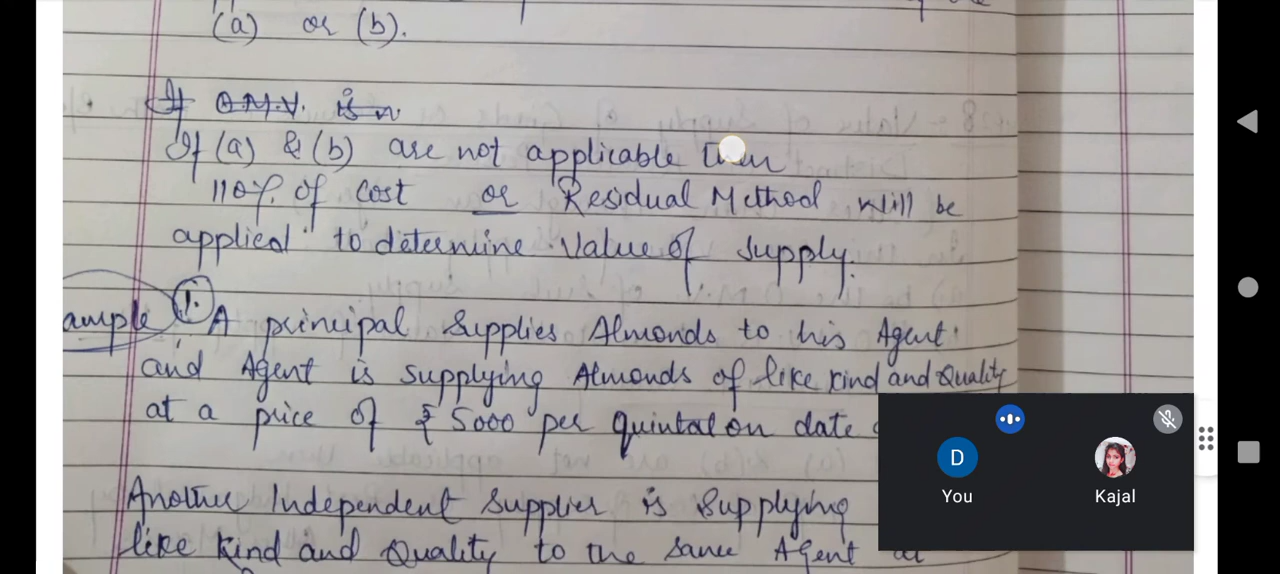 (a) or (b).
If O.M.V. is n
If (a) & (b) are not applicable then
110% of Cost or Residual Method will be
applied to determine Value of Supply.
ample 1. A principal Supplies Almonds to his Agent
and Agent is supplying Almonds of like kind and Quality
at a price of ₹ 5000 per quintal on date
Another Independent Supplier is Supplying
like kind and Quality to the same Agent at
D
You
Kajal